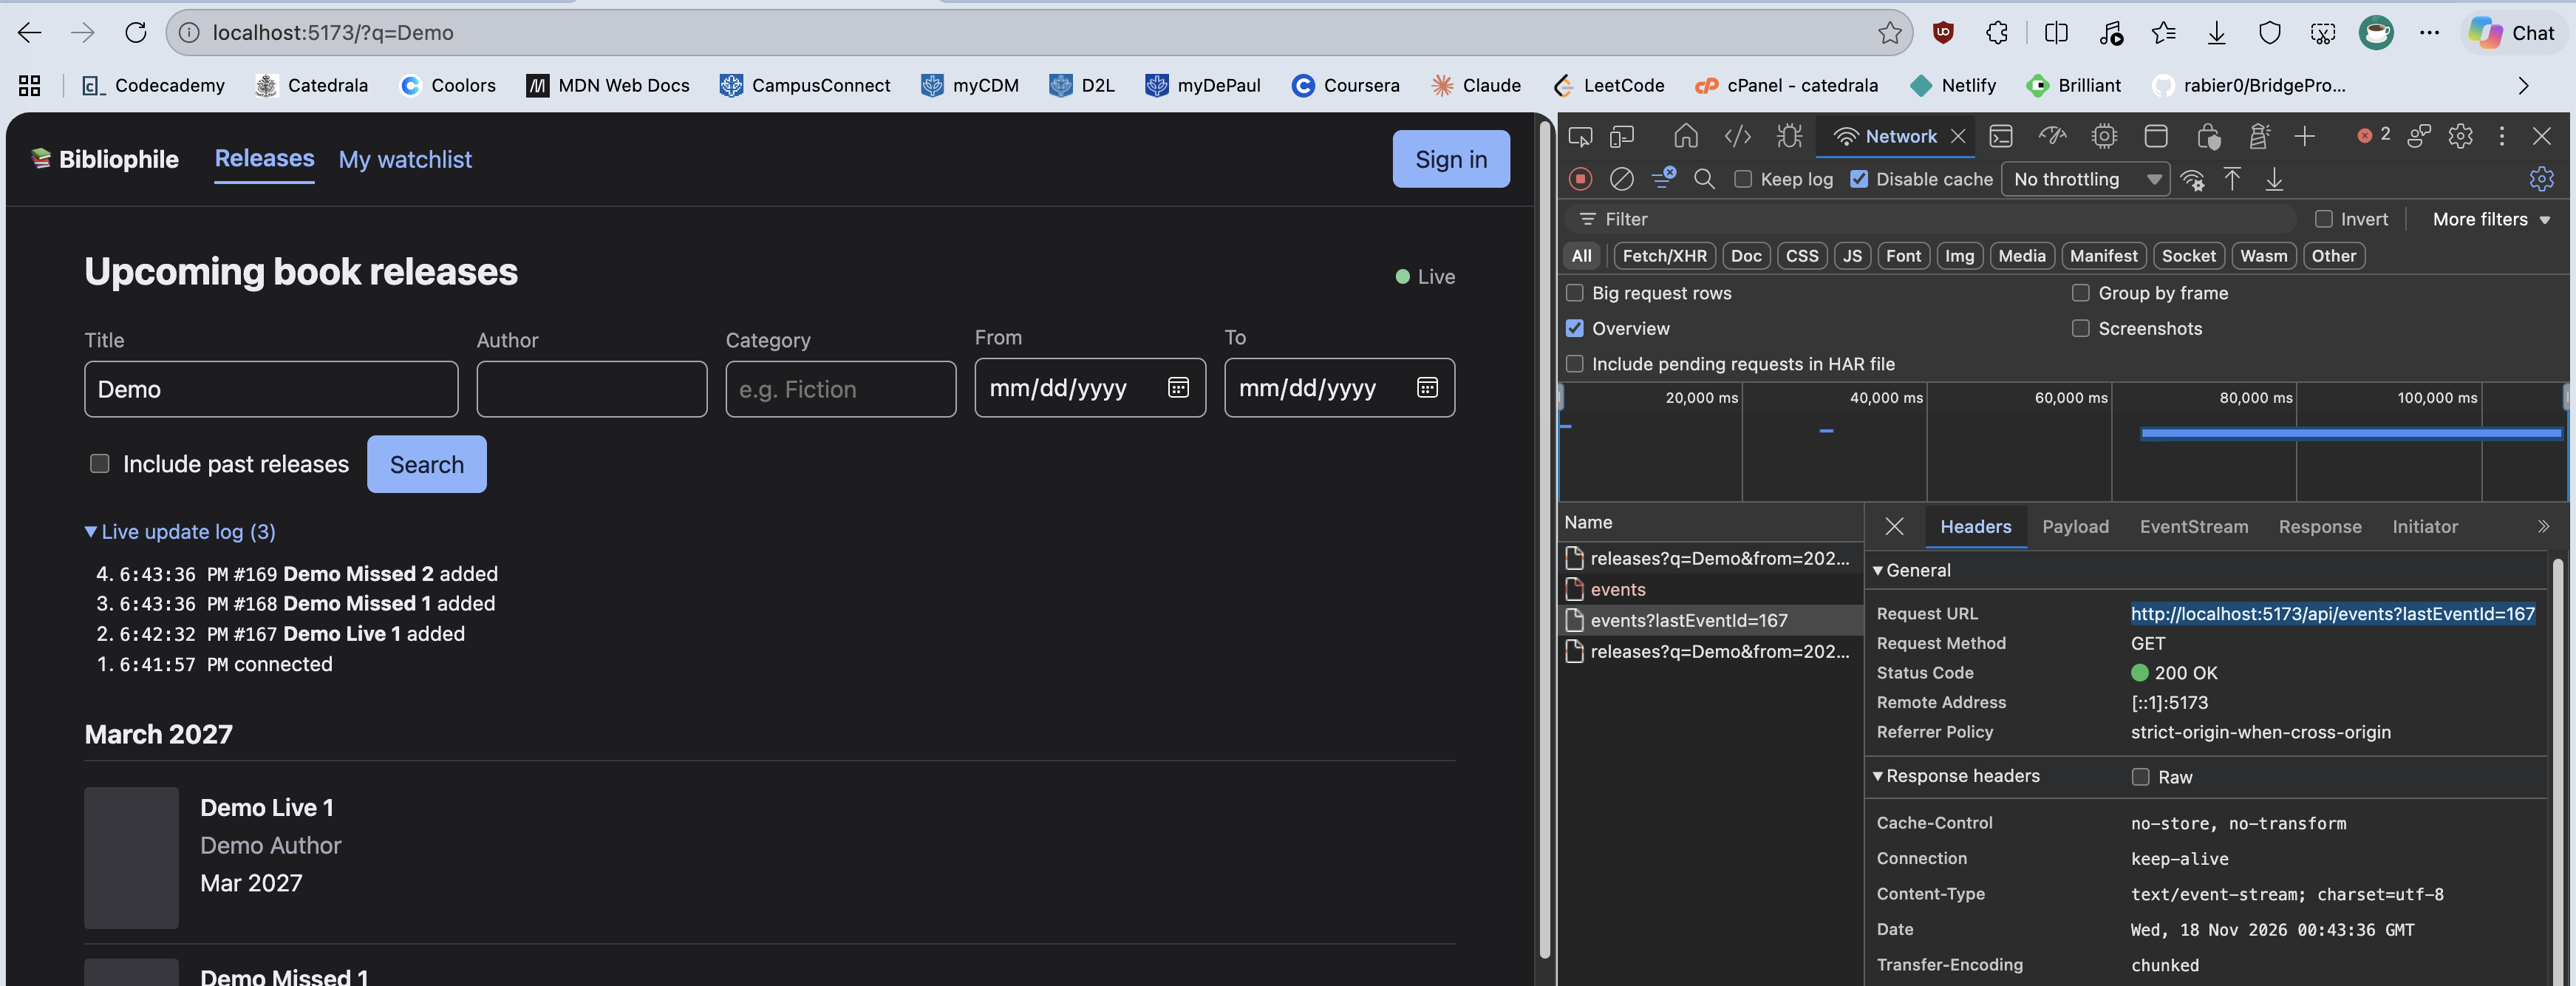 localhost:5173/?q=Demo
Chat
Codecademy
Catedrala
Coolors
MDN Web Docs
CampusConnect
myCDM
D2L
myDePaul
Coursera
Claude
LeetCode
cPanel - catedrala
Netlify
Brilliant
rabier0/BridgePro...
Bibliophile
Releases
My watchlist
Sign in
Upcoming book releases
Live
Title
Author
Category
From
To
Demo
e.g. Fiction
mm/dd/yyyy
mm/dd/yyyy
Include past releases
Search
Live update log (3)
4. 6:43:36 PM #169 Demo Missed 2 added
3. 6:43:36 PM #168 Demo Missed 1 added
2. 6:42:32 PM #167 Demo Live 1 added
1. 6:41:57 PM connected
March 2027
Demo Live 1
Demo Author
Mar 2027
Demo Missed 1
Network
2
Keep log
Disable cache
No throttling
Filter
Invert
More filters
All
Fetch/XHR
Doc
CSS
JS
Font
Img
Media
Manifest
Socket
Wasm
Other
Big request rows
Group by frame
Overview
Screenshots
Include pending requests in HAR file
20,000 ms
40,000 ms
60,000 ms
80,000 ms
100,000 ms
Name
releases?q=Demo&from=202...
events
events?lastEventId=167
releases?q=Demo&from=202...
Headers
Payload
EventStream
Response
Initiator
General
Request URL http://localhost:5173/api/events?lastEventId=167
Request Method GET
Status Code 200 OK
Remote Address [::1]:5173
Referrer Policy strict-origin-when-cross-origin
Response headers
Raw
Cache-Control no-store, no-transform
Connection keep-alive
Content-Type text/event-stream; charset=utf-8
Date Wed, 18 Nov 2026 00:43:36 GMT
Transfer-Encoding chunked